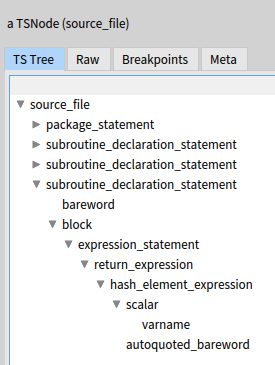 a TSNode (source_file)
TS Tree Raw Breakpoints Meta
source_file
package_statement
subroutine_declaration_statement
subroutine_declaration_statement
subroutine_declaration_statement
bareword
block
expression_statement
return_expression
hash_element_expression
scalar
varname
autoquoted_bareword